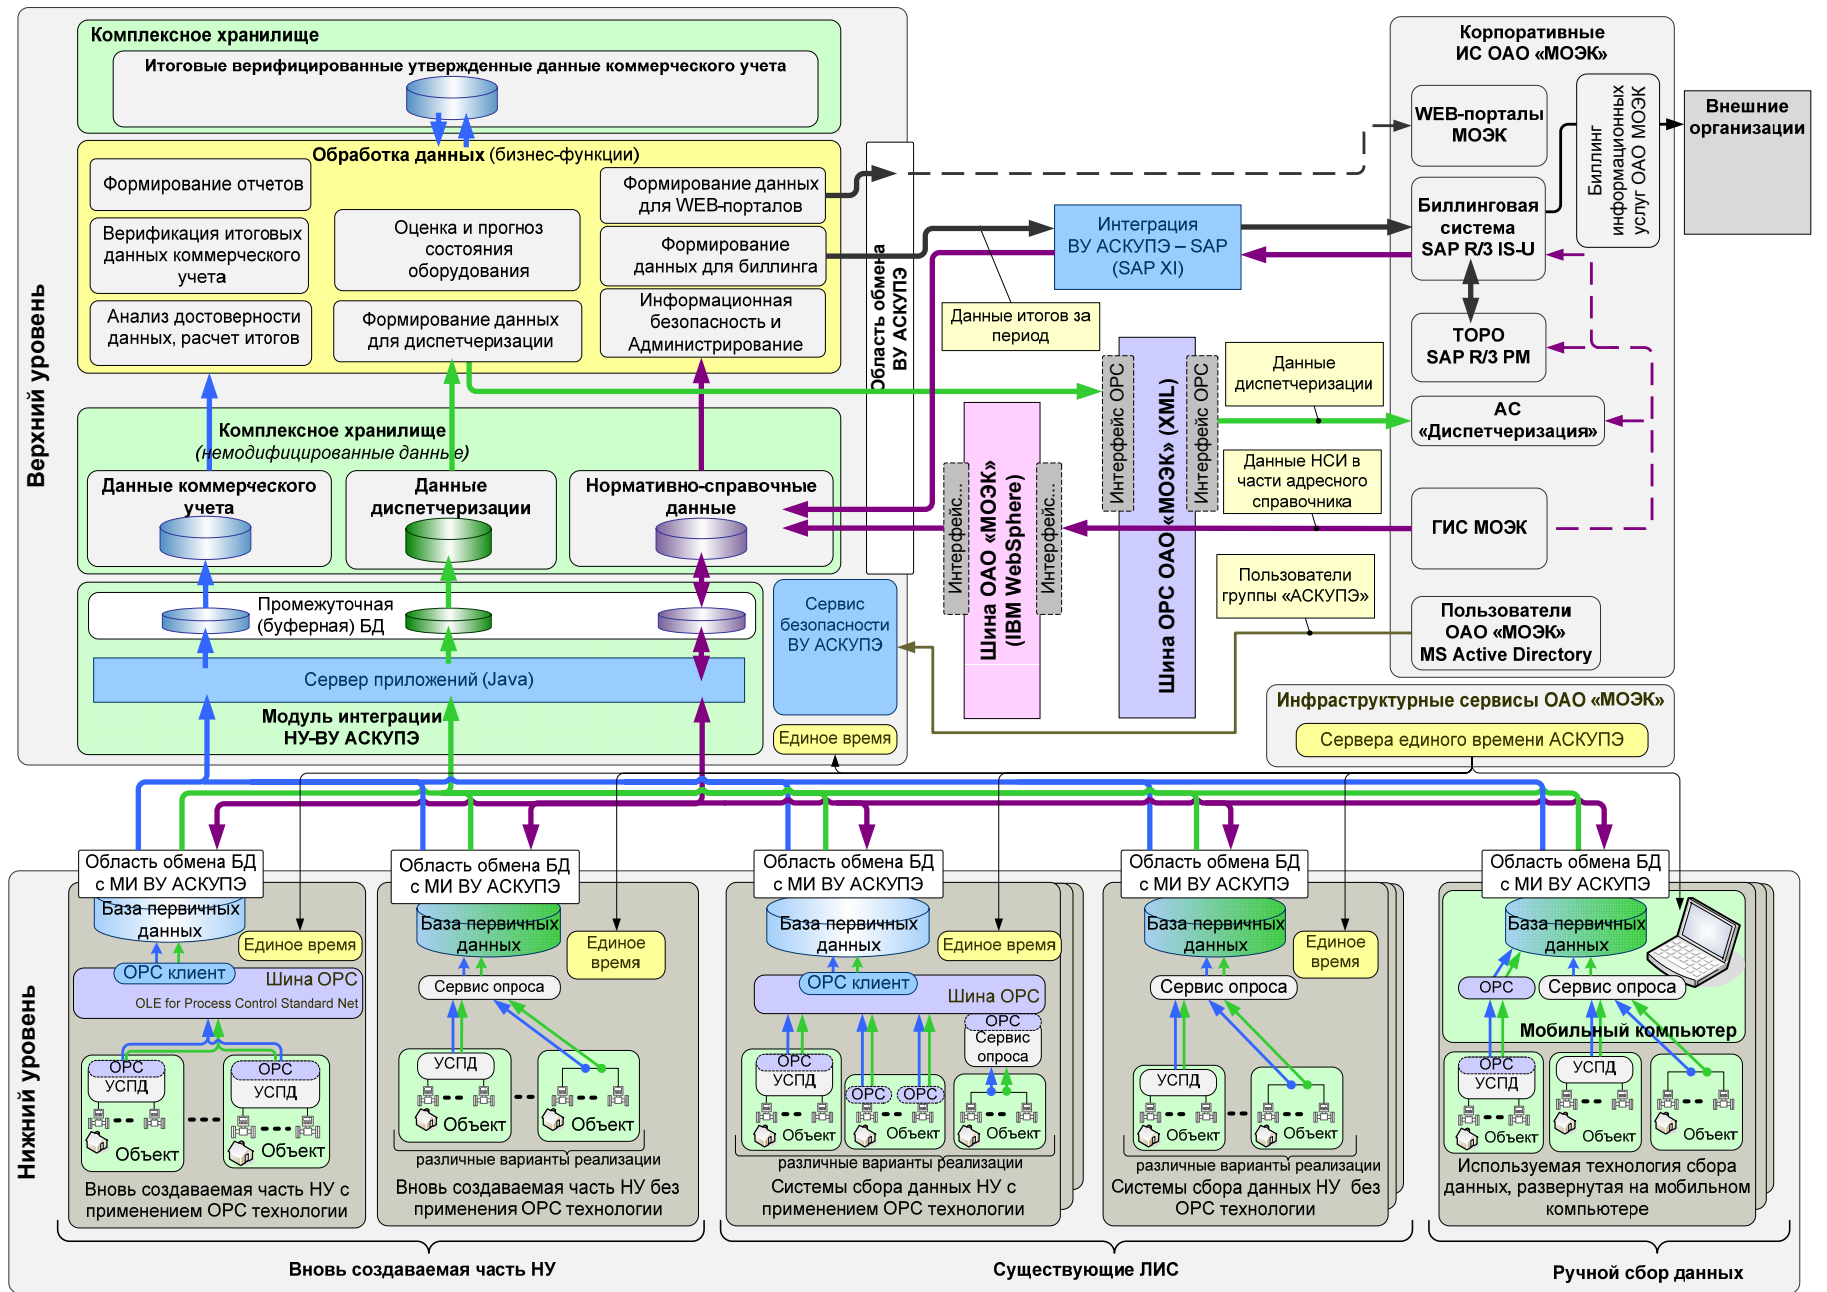 Верхний уровень
Комплексное хранилище
Итоговые верифицированные утвержденные данные коммерческого учета
Обработка данных (бизнес-функции)
Формирование отчетов
Верификация итоговых
данных коммерческого
учета
Анализ достоверности
данных, расчет итогов
Оценка и прогноз
состояния
оборудования
Формирование данных
для диспетчеризации
Формирование данных
для WEB-порталов
Формирование
данных для биллинга
Информационная
безопасность и
Администрирование
Область обмена
ВУ АСКУПЭ
Комплексное хранилище
(немодифицированные данные)
Данные коммерческого
учета
Данные
диспетчеризации
Нормативно-справочные
данные
Промежуточная
(буферная) БД
Сервер приложений (Java)
Модуль интеграции
НУ-ВУ АСКУПЭ
Сервис
безопасности
ВУ АСКУПЭ
Единое время
Интеграция
ВУ АСКУПЭ – SAP
(SAP XI)
Данные итогов за
период
Интерфейс...
Шина ОАО «МОЭК»
(IBM WebSphere)
Интерфейс...
Интерфейс OPC
Шина OPC ОАО«МОЭК» (XML)
Интерфейс OPC
Данные
диспетчеризации
Данные НСИ в
части адресного
справочника
Пользователи
группы «АСКУПЭ»
Корпоративные
ИС ОАО «МОЭК»
WEB-порталы
МОЭК
Биллинг
информационных
услуг ОАО МОЭК
Биллинговая
система
SAP R/3 IS-U
ТОРО
SAP R/3 PM
АС
«Диспетчеризация»
ГИС МОЭК
Пользователи
ОАО «МОЭК»
MS Active Directory
Внешние
организации
Инфраструктурные сервисы ОАО «МОЭК»
Сервера единого времени АСКУПЭ
Нижний уровень
Область обмена БД
с МИ ВУ АСКУПЭ
База первичных
данных
Единое время
OPC клиент
Шина OPC
OLE for Process Control Standard Net
OPC
УСПД
Объект
OPC
УСПД
Объект
Вновь создаваемая часть НУ с
применением OPC технологии
Область обмена БД
с МИ ВУ АСКУПЭ
База первичных
данных
Единое
время
Сервис опроса
УСПД
Объект
Объект
различные варианты реализации
Вновь создаваемая часть НУ без
применения OPC технологии
Область обмена БД
с МИ ВУ АСКУПЭ
База первичных
данных
Единое время
OPC клиент
Шина OPC
OPC
Сервис
опроса
OPC
УСПД
Объект
OPC
OPC
Объект
Объект
различные варианты реализации
Системы сбора данных НУ с
применением OPC технологии
Область обмена БД
с МИ ВУ АСКУПЭ
База первичных
данных
Единое
время
Сервис опроса
УСПД
Объект
Объект
различные варианты реализации
Системы сбора данных НУ без
OPC технологии
Область обмена БД
с МИ ВУ АСКУПЭ
База первичных
данных
OPC
Сервис опроса
Мобильный компьютер
OPC
УСПД
Объект
УСПД
Объект
Объект
Используемая технология сбора
данных, развернутая на мобильном
компьютере
Вновь создаваемая часть НУ
Существующие ЛИС
Ручной сбор данных